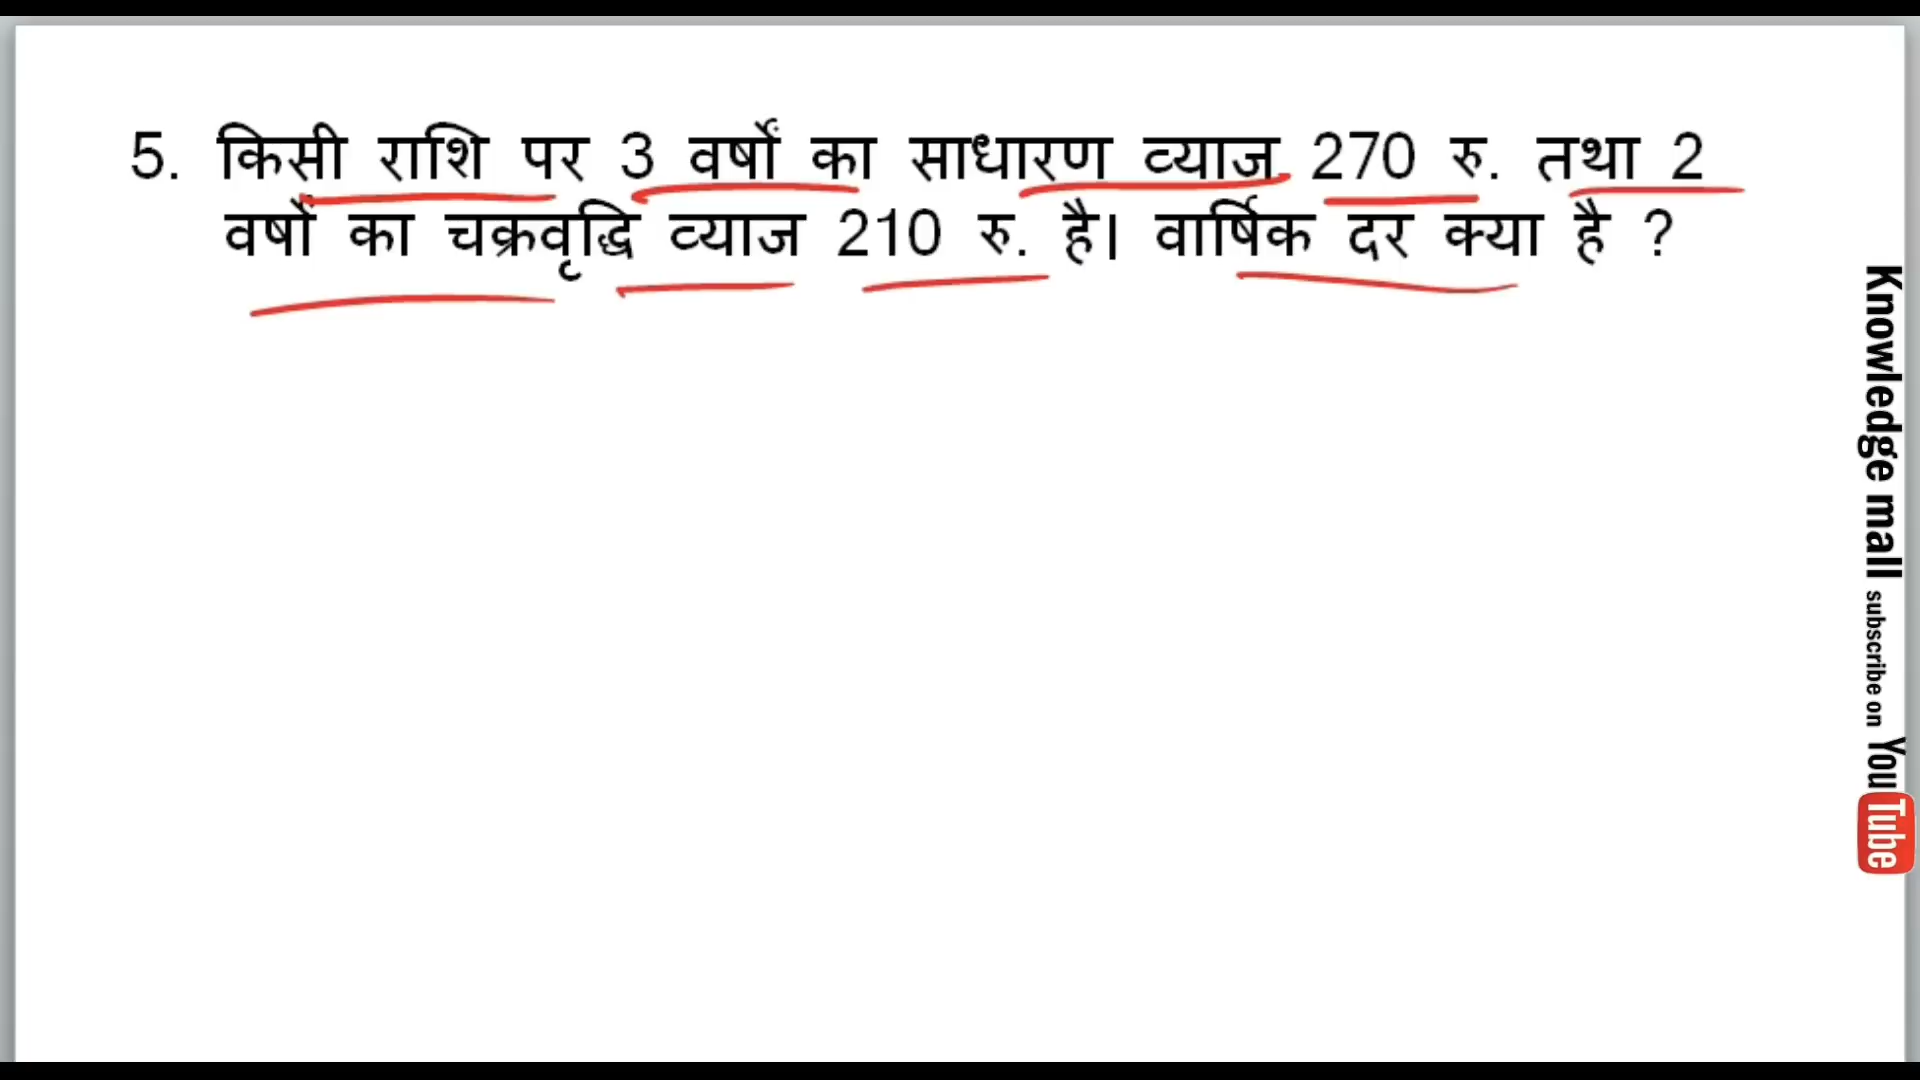 5. किसी राशि पर 3 वर्षों का साधारण व्याज 270 रु. तथा 2
वर्षों का चक्रवृद्धि व्याज 210 रु. है। वार्षिक दर क्या है ?
Knowledge mall subscribe on YouTube